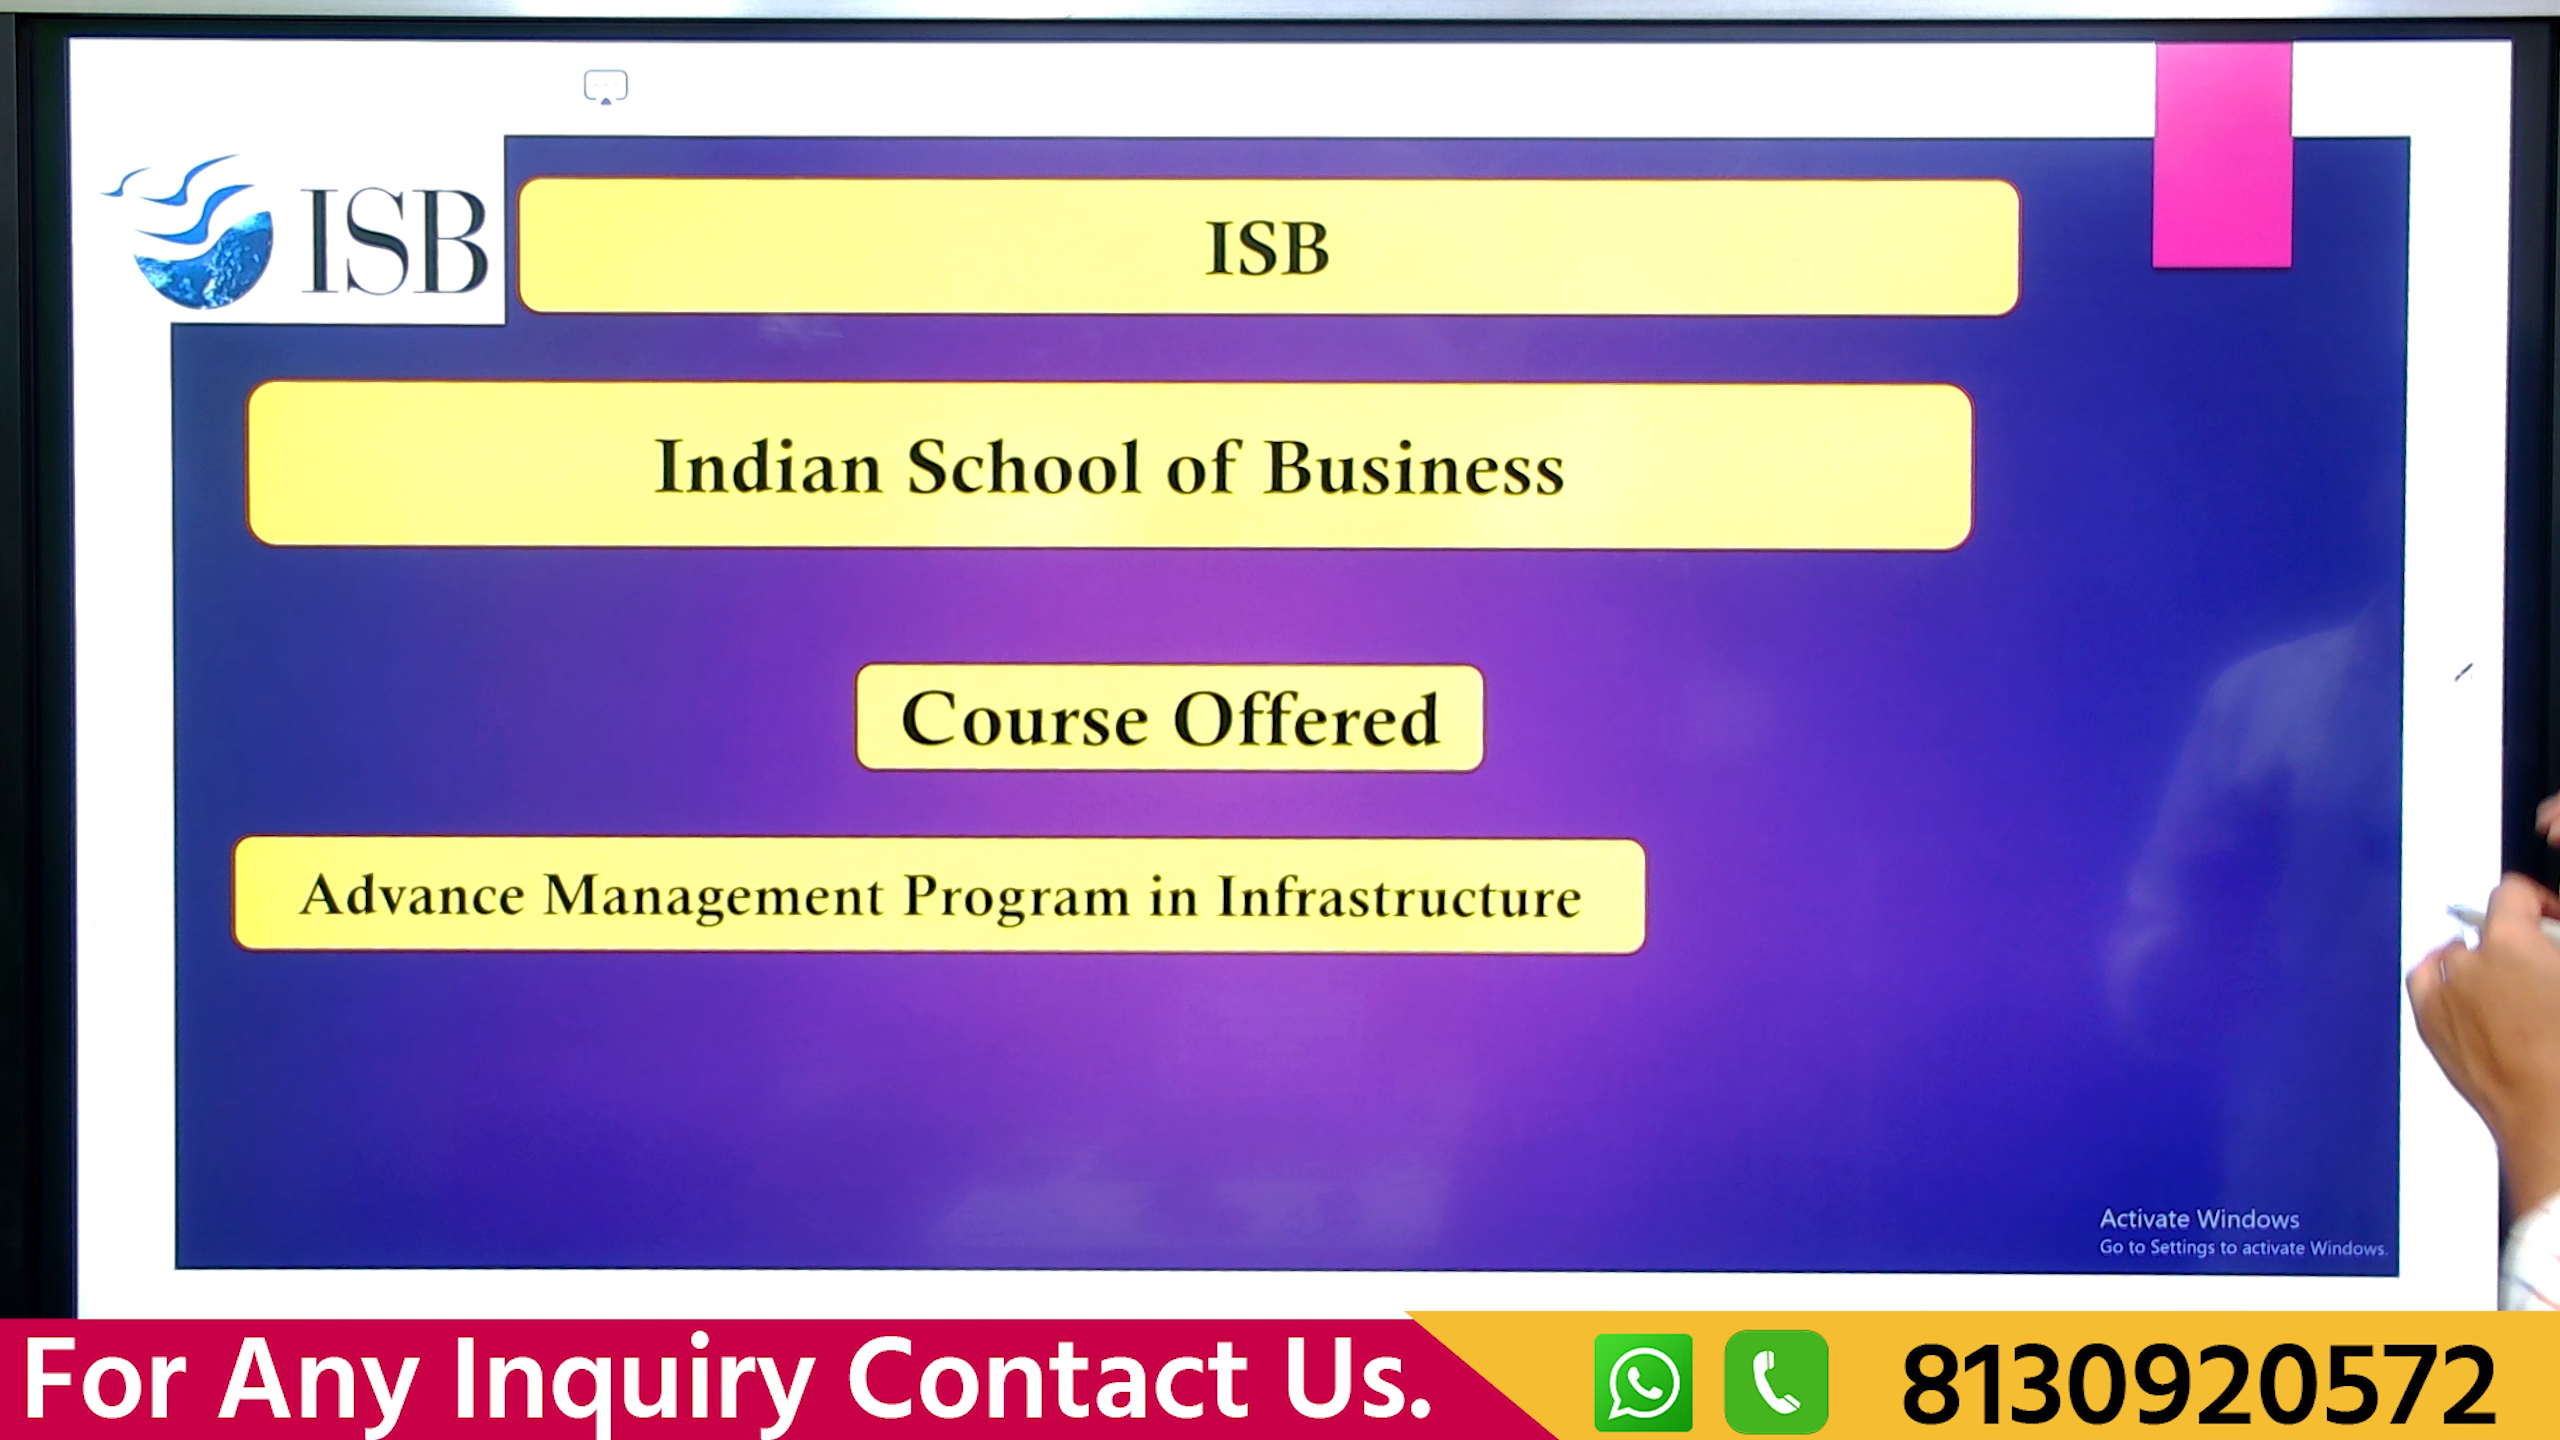 ISB
ISB
Indian School of Business
Course Offered
Advance Management Program in Infrastructure
Activate Windows
Go to Settings to activate Windows.
For Any Inquiry Contact Us.
8130920572